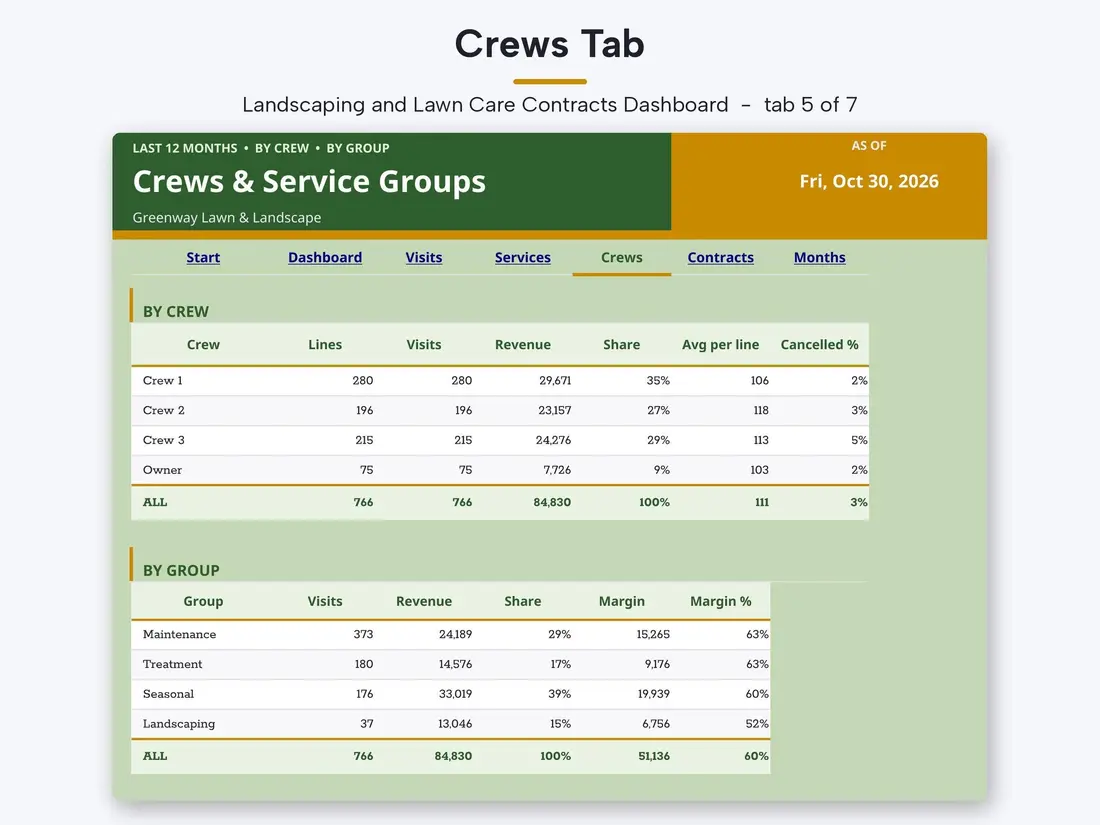 Crews Tab
Landscaping and Lawn Care Contracts Dashboard - tab 5 of 7
LAST 12 MONTHS • BY CREW • BY GROUP
AS OF
Crews & Service Groups
Fri, Oct 30, 2026
Greenway Lawn & Landscape
Start Dashboard Visits Services Crews Contracts Months
BY CREW
Crew Lines Visits Revenue Share Avg per line Cancelled %
Crew 1 280 280 29,671 35% 106 2%
Crew 2 196 196 23,157 27% 118 3%
Crew 3 215 215 24,276 29% 113 5%
Owner 75 75 7,726 9% 103 2%
ALL 766 766 84,830 100% 111 3%
BY GROUP
Group Visits Revenue Share Margin Margin %
Maintenance 373 24,189 29% 15,265 63%
Treatment 180 14,576 17% 9,176 63%
Seasonal 176 33,019 39% 19,939 60%
Landscaping 37 13,046 15% 6,756 52%
ALL 766 84,830 100% 51,136 60%